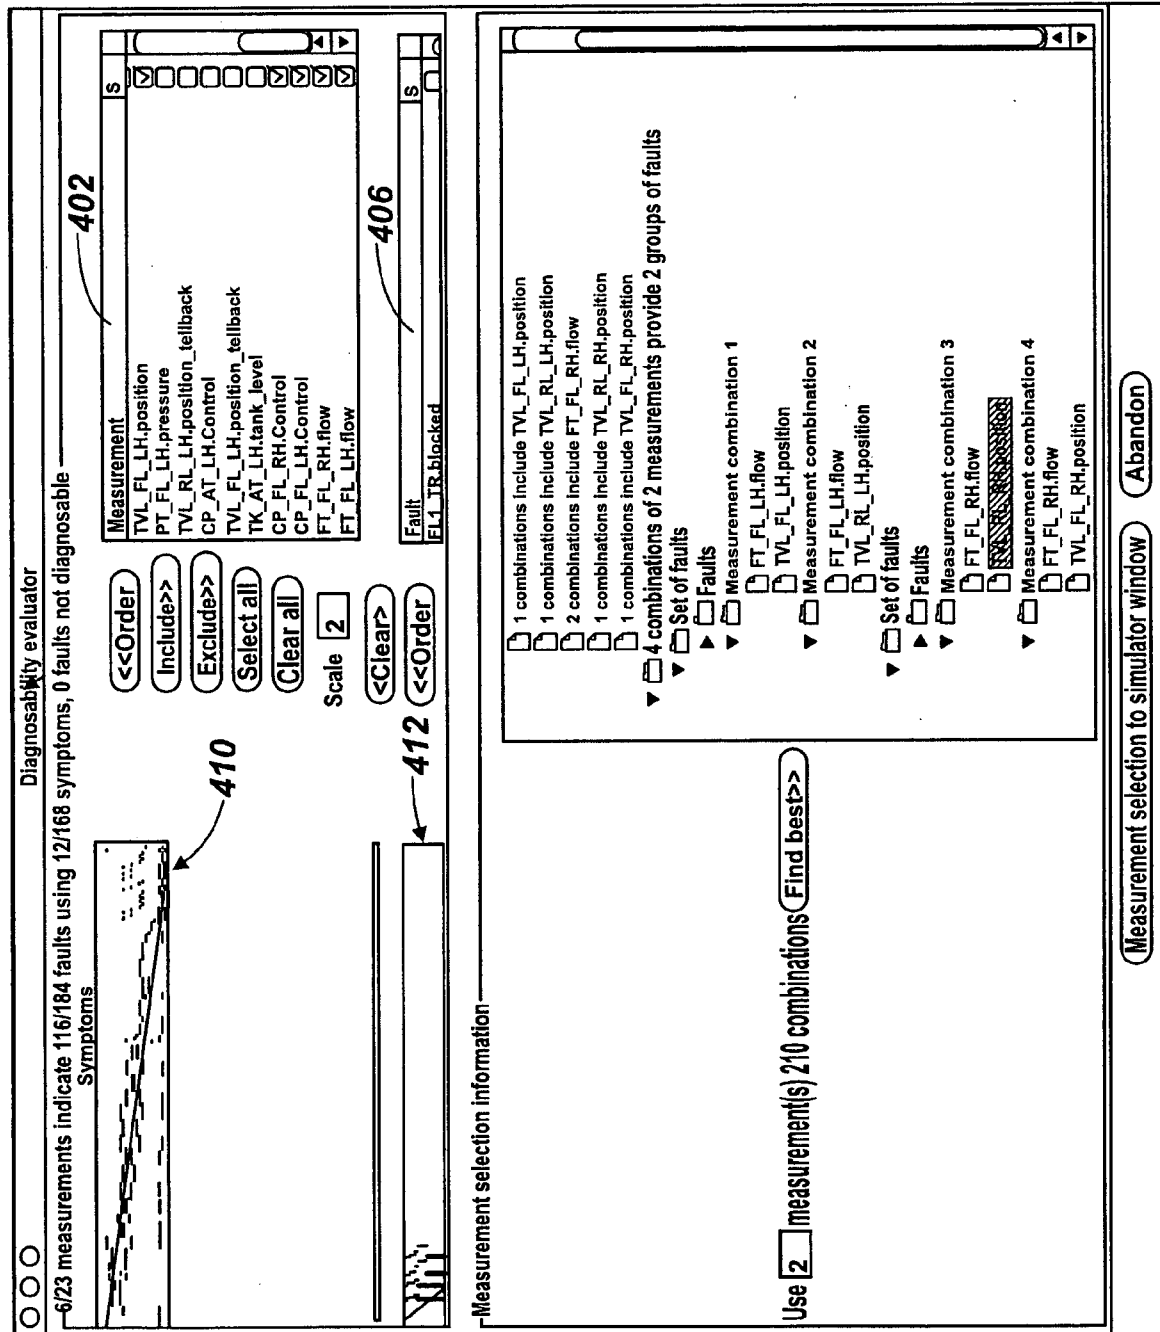 Diagnosability evaluator
6/23 measurements indicate 116/184 faults using 12/168 symptoms, 0 faults not diagnosable
Symptoms
410
<<Order
Include>>
Exclude>>
Select all
Clear all
Scale 2
<Clear>
<<Order
412
402
Measurement s
TVL_FL_LH.position
PT_FL_LH.pressure
TVL_RL_LH.position_tellback
CP_AT_LH.Control
TVL_FL_LH.position_tellback
TK_AT_LH.tank_level
CP_FL_RH.Control
CP_FL_LH.Control
FT_FL_RH.flow
FT_FL_LH.flow
406
Fault s
FL1_TR.blocked
Measurement selection information
Use 2 measurement(s) 210 combinations Find best>>
1 combinations include TVL_FL_LH.position
1 combinations include TVL_RL_LH.position
2 combinations include FT_FL_RH.flow
1 combinations include TVL_RL_RH.position
1 combinations include TVL_FL_RH.position
4 combinations of 2 measurements provide 2 groups of faults
Set of faults
Faults
Measurement combination 1
FT_FL_LH.flow
TVL_FL_LH.position
Measurement combination 2
FT_FL_LH.flow
TVL_RL_LH.position
Set of faults
Faults
Measurement combination 3
FT_FL_RH.flow
TVL_RL_RH.position
Measurement combination 4
FT_FL_RH.flow
TVL_FL_RH.position
Measurement selection to simulator window
Abandon